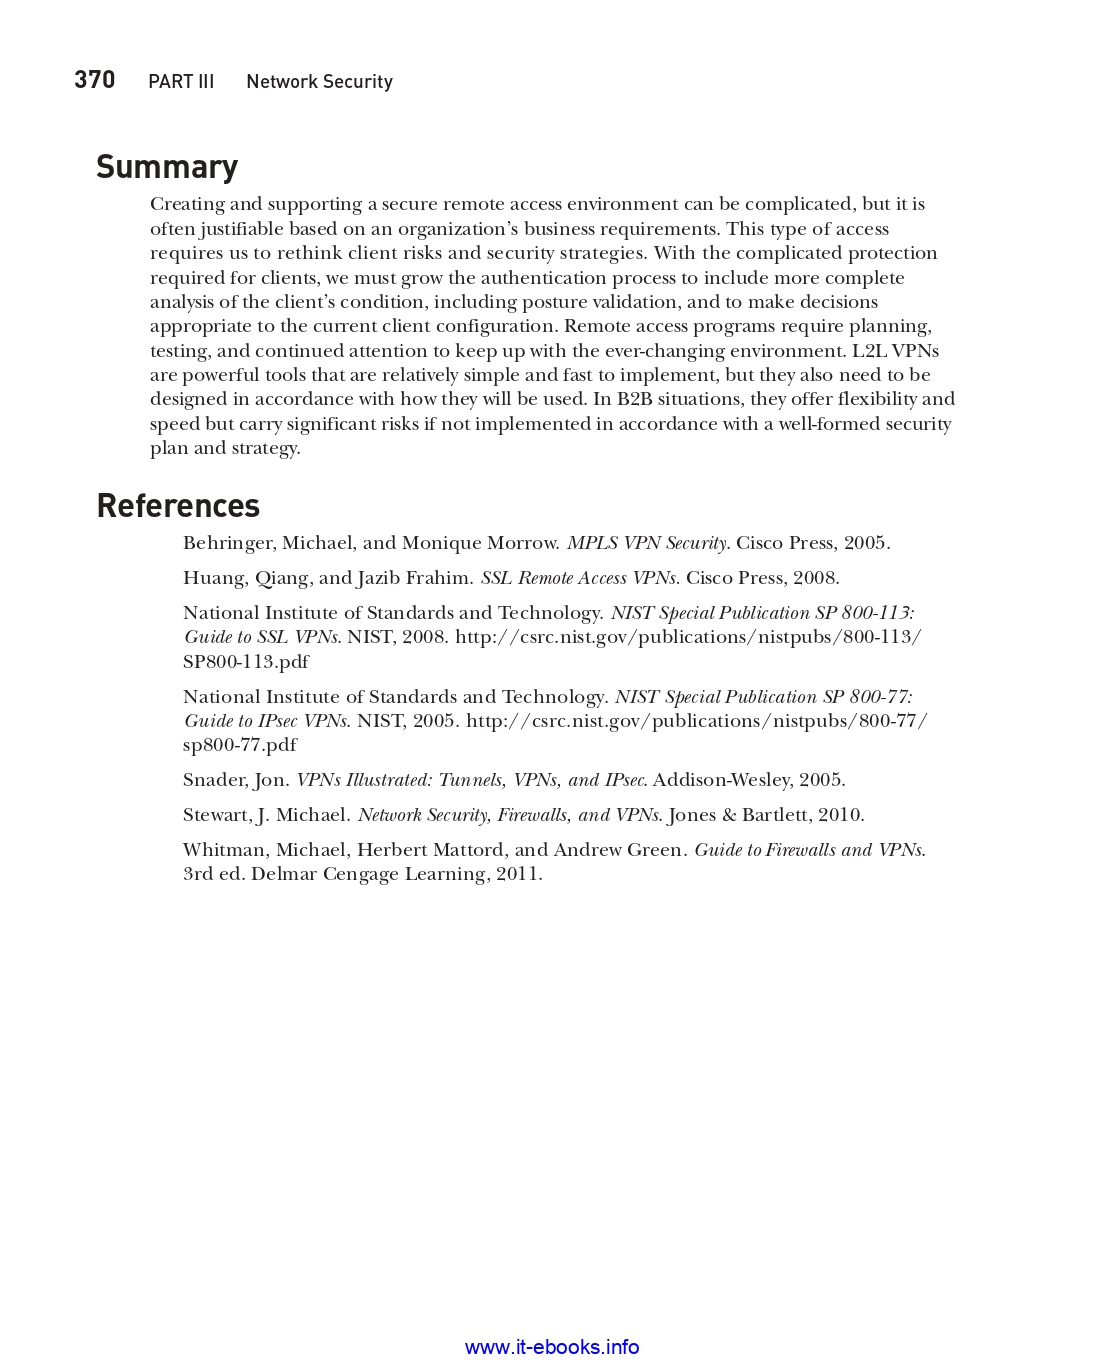 370 PART III Network Security
Summary
Creating and supporting a secure remote access environment can be complicated, but it is
often justifiable based on an organization’s business requirements. This type of access
requires us to rethink client risks and security strategies. With the complicated protection
required for clients, we must grow the authentication process to include more complete
analysis of the client’s condition, including posture validation, and to make decisions
appropriate to the current client configuration. Remote access programs require planning,
testing, and continued attention to keep up with the ever-changing environment. L2L VPNs
are powerful tools that are relatively simple and fast to implement, but they also need to be
designed in accordance with how they will be used. In B2B situations, they offer flexibility and
speed but carry significant risks if not implemented in accordance with a well-formed security
plan and strategy.
References
Behringer, Michael, and Monique Morrow. MPLS VPN Security. Cisco Press, 2005.
Huang, Qiang, and Jazib Frahim. SSL Remote Access VPNs. Cisco Press, 2008.
National Institute of Standards and Technology. NIST Special Publication SP 800-113:
Guide to SSL VPNs. NIST, 2008. http://csrc.nist.gov/publications/nistpubs/800-113/
SP800-113.pdf
National Institute of Standards and Technology. NIST Special Publication SP 800-77:
Guide to IPsec VPNs. NIST, 2005. http://csrc.nist.gov/publications/nistpubs/800-77/
sp800-77.pdf
Snader, Jon. VPNs Illustrated: Tunnels, VPNs, and IPsec. Addison-Wesley, 2005.
Stewart, J. Michael. Network Security, Firewalls, and VPNs. Jones & Bartlett, 2010.
Whitman, Michael, Herbert Mattord, and Andrew Green. Guide to Firewalls and VPNs.
3rd ed. Delmar Cengage Learning, 2011.
www.it-ebooks.info